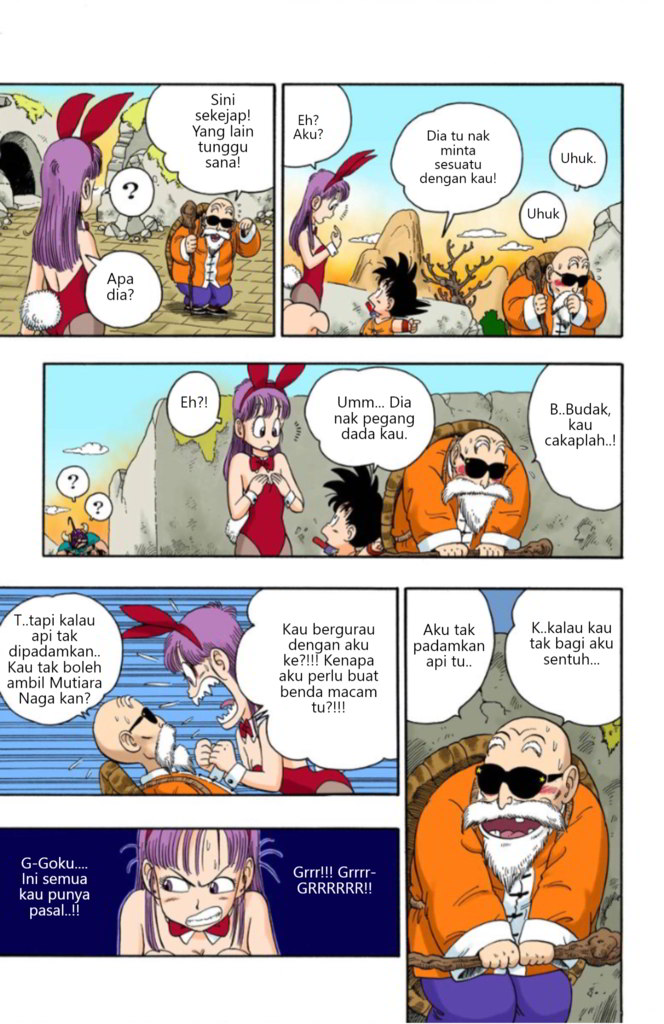 Sini
sekejap!
Yang lain
tunggu
sana!
?
Apa
dia?
Eh?
Aku?
Dia tu nak
minta
sesuatu
dengan kau!
Uhuk.
Uhuk
Eh?!
Umm... Dia
nak pegang
dada kau.
B..Budak,
kau
cakaplah..!
?
?
T..tapi kalau
api tak
dipadamkan..
Kau tak boleh
ambil Mutiara
Naga kan?
Kau bergurau
dengan aku
ke?!!! Kenapa
aku perlu buat
benda macam
tu?!!!
Aku tak
padamkan
api tu..
K..kalau kau
tak bagi aku
sentuh...
G-Goku....
Ini semua
kau punya
pasal..!!
Grrr!!! Grrrr-
GRRRRRR!!